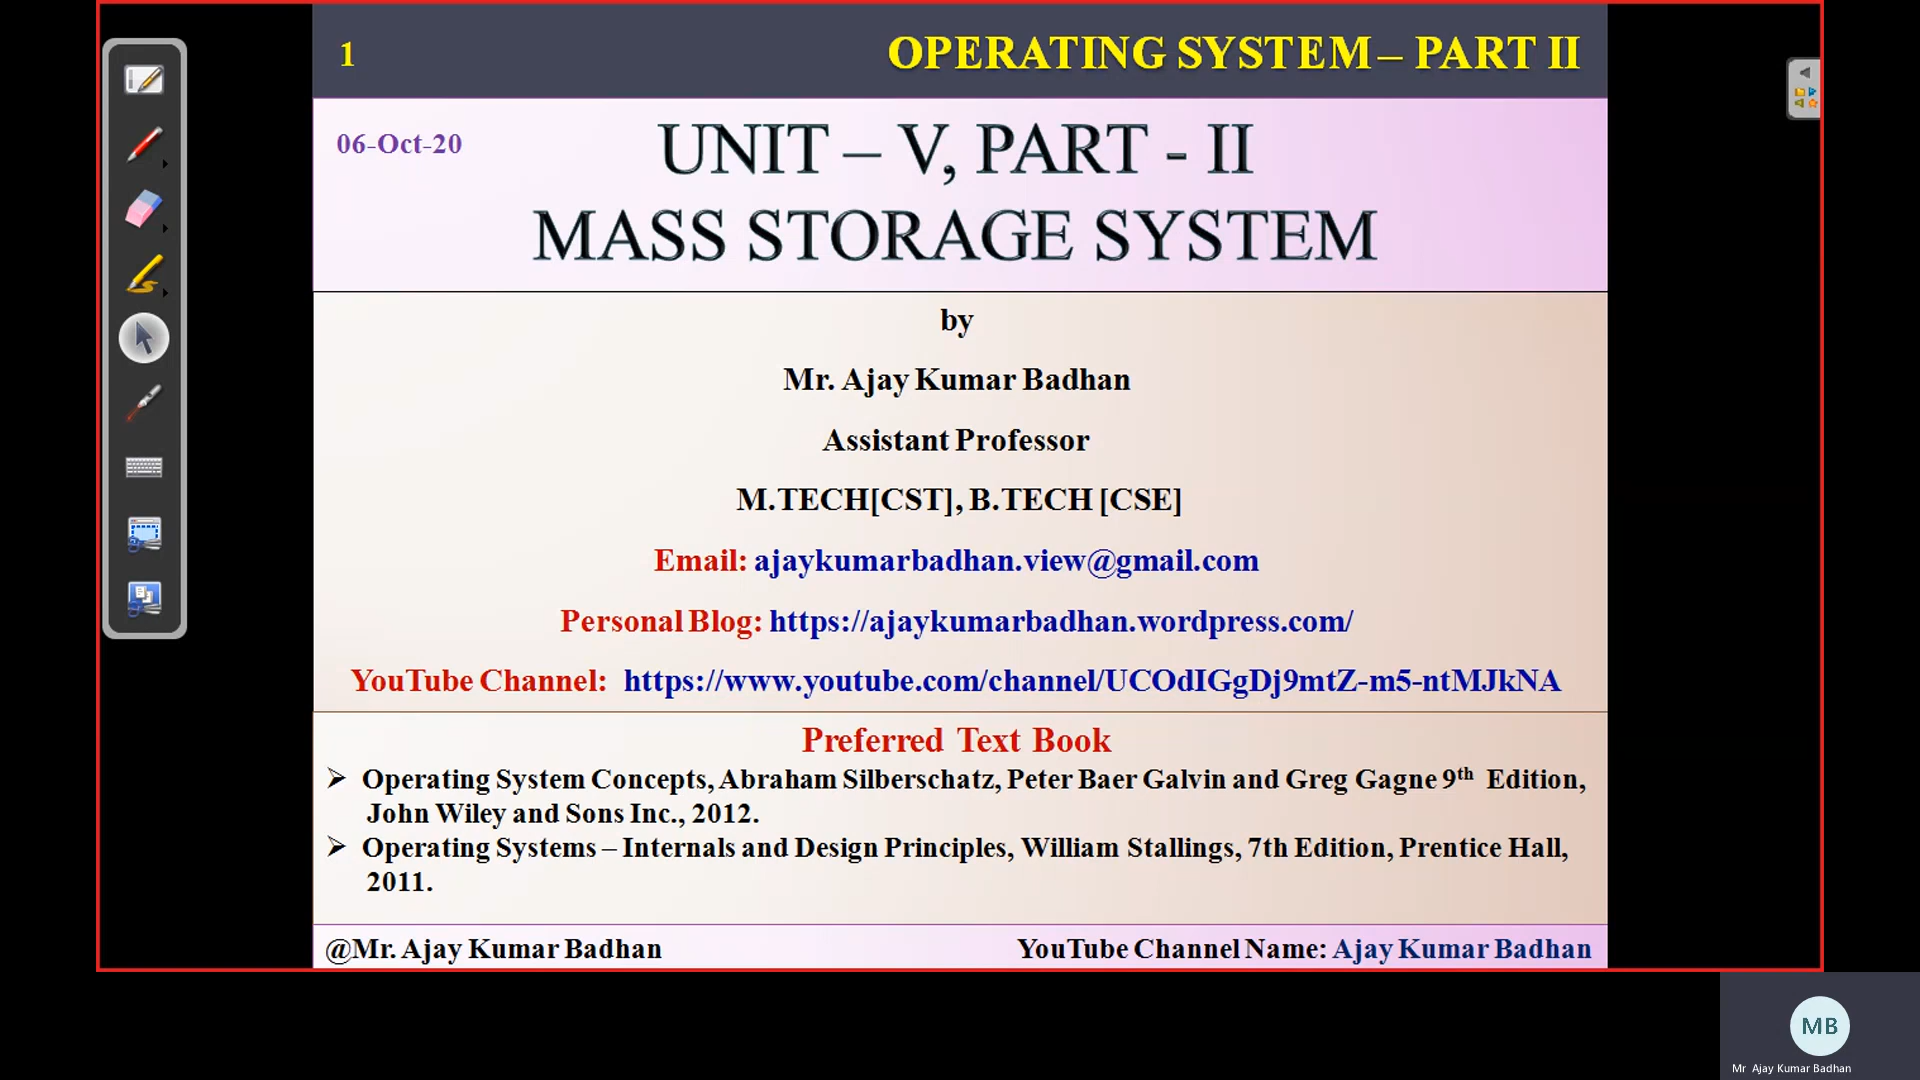 1
OPERATING SYSTEM – PART II
06-Oct-20
UNIT – V, PART - II
MASS STORAGE SYSTEM
by
Mr. Ajay Kumar Badhan
Assistant Professor
M.TECH[CST], B.TECH [CSE]
Email: ajaykumarbadhan.view@gmail.com
Personal Blog: https://ajaykumarbadhan.wordpress.com/
YouTube Channel: https://www.youtube.com/channel/UCOdIGgDj9mtZ-m5-ntMJkNA
Preferred Text Book
➢ Operating System Concepts, Abraham Silberschatz, Peter Baer Galvin and Greg Gagne 9th Edition,
John Wiley and Sons Inc., 2012.
➢ Operating Systems – Internals and Design Principles, William Stallings, 7th Edition, Prentice Hall,
2011.
@Mr. Ajay Kumar Badhan
YouTube Channel Name: Ajay Kumar Badhan
MB
Mr Ajay Kumar Badhan